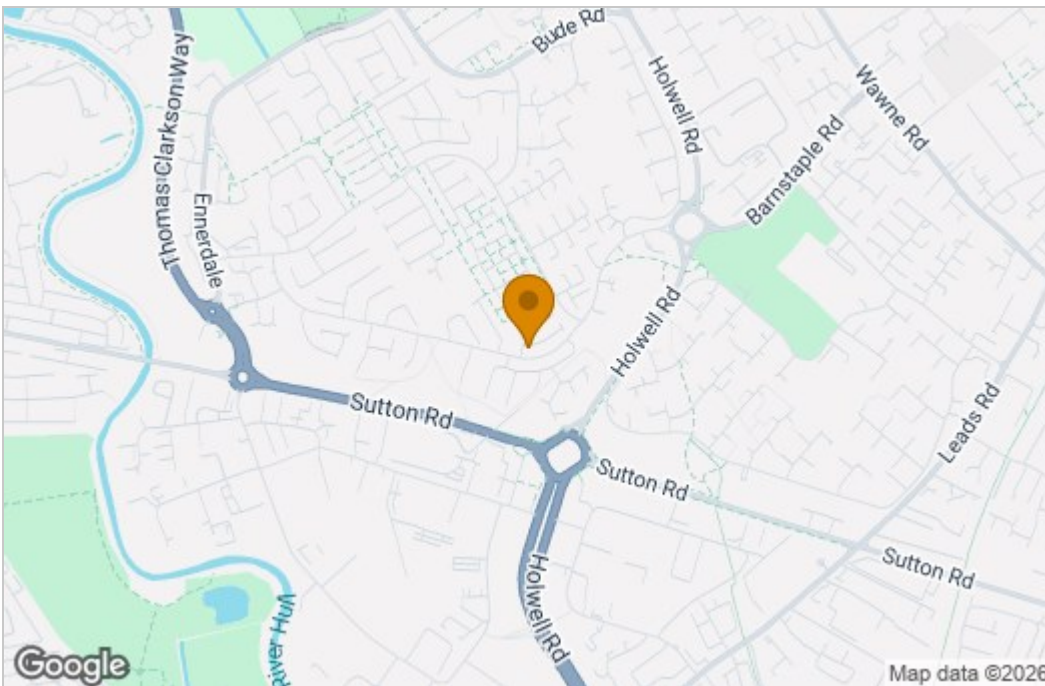 Bude Rd
Holwell Rd
Wawne Rd
Thomas Clarkson Way
Barnstaple Rd
Ennerdale
Holwell Rd
Sutton Rd
Leads Rd
Sutton Rd
Sutton Rd
Holwell Rd
River Hull
Google
Map data ©2026